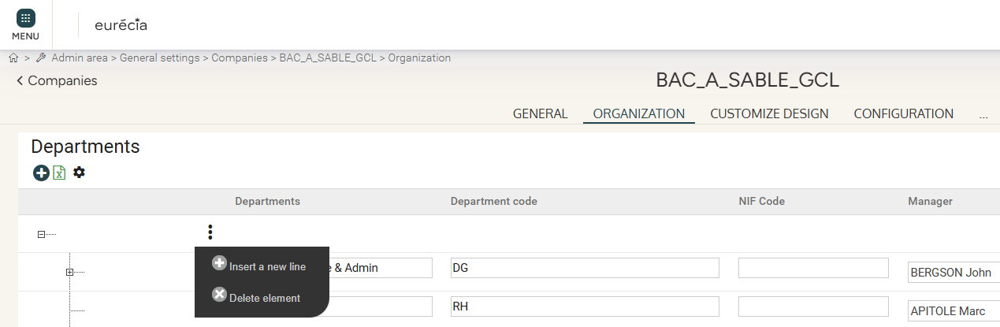 MENU
eurécia
> Admin area > General settings > Companies > BAC_A_SABLE_GCL > Organization
Companies
BAC_A_SABLE_GCL
GENERAL ORGANIZATION CUSTOMIZE DESIGN CONFIGURATION ...
Departments
Departments Department code NIF Code Manager
Insert a new line
& Admin DG BERGSON John
Delete element
RH APITOLE Marc